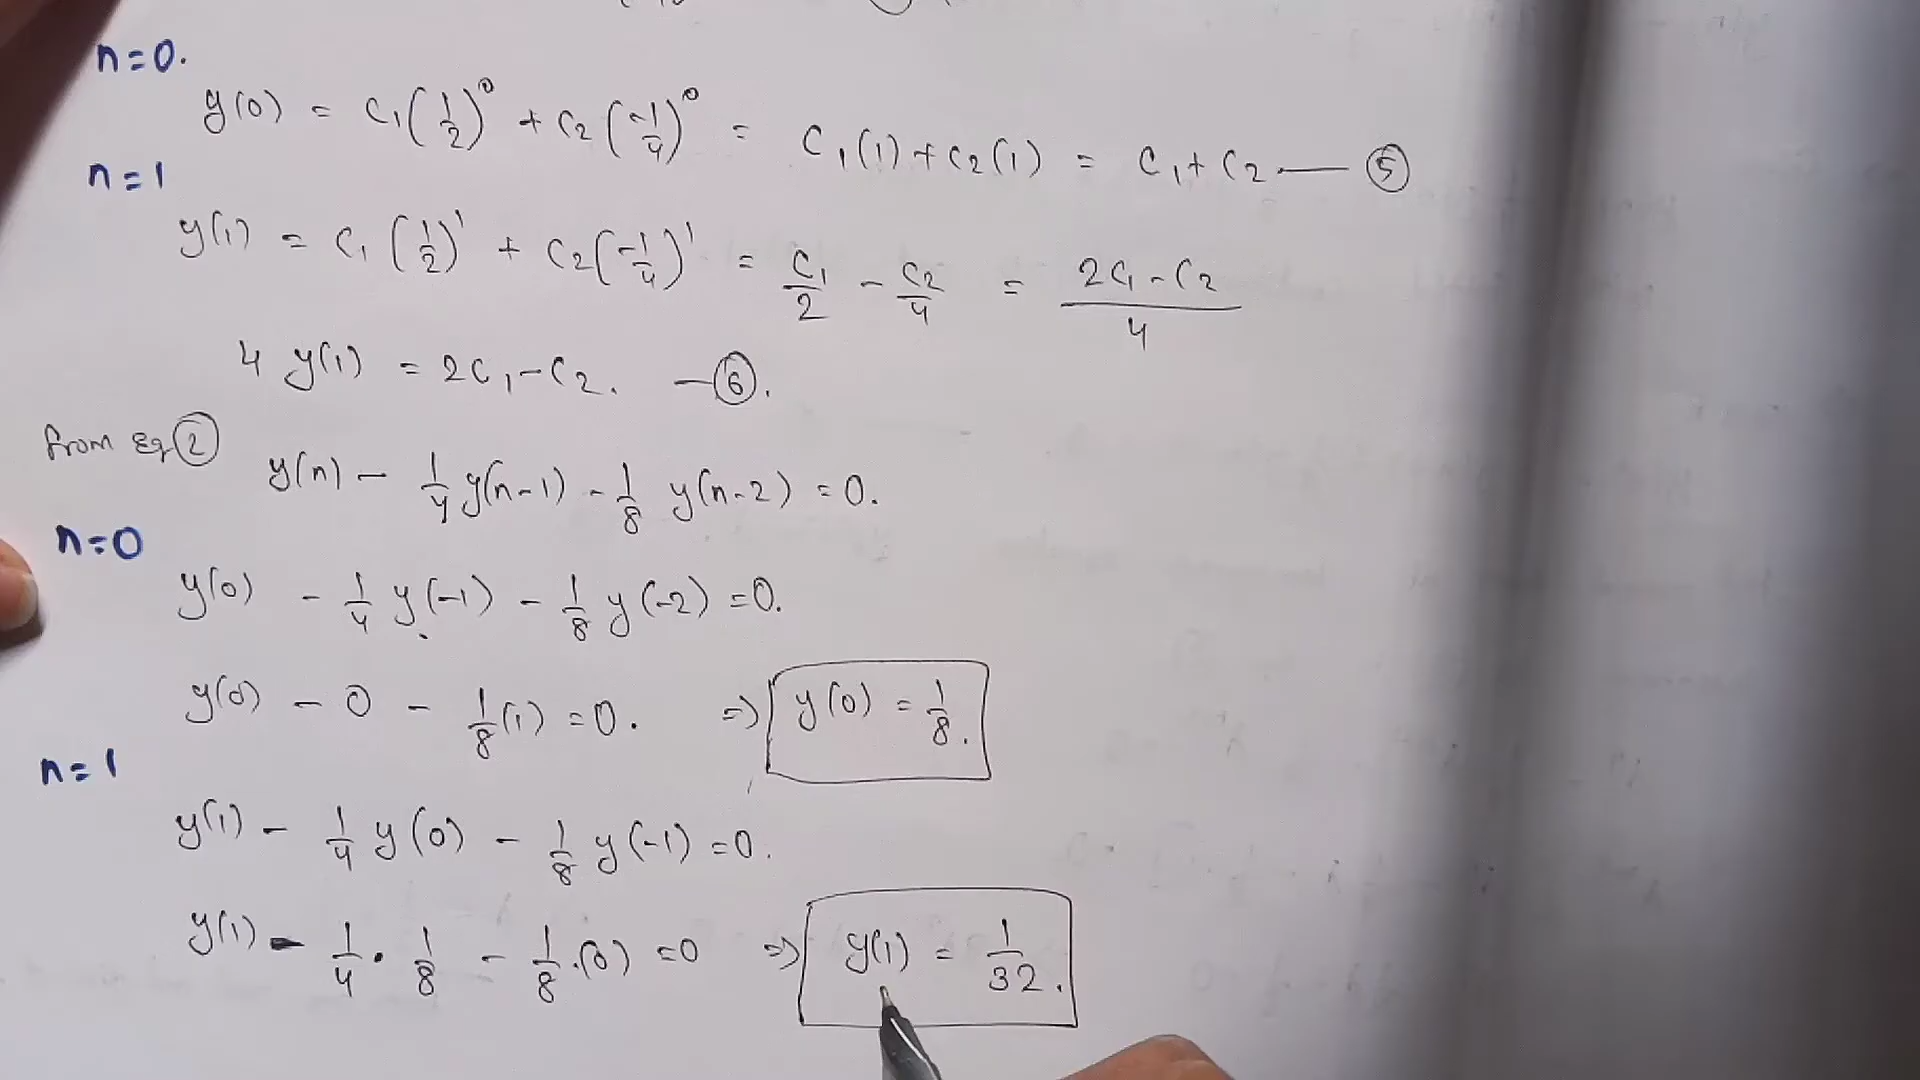 n=0.
y(0) = C₁(1/2)⁰ + C₂(-1/4)⁰ = C₁(1)+C₂(1) = C₁+C₂ — ⑤
n=1
y(1) = C₁(1/2)¹ + C₂(-1/4)¹ = C₁/2 - C₂/4 = (2C₁-C₂)/4
4 y(1) = 2C₁-C₂. —⑥.
from Eq ②
y(n) - 1/4 y(n-1) - 1/8 y(n-2) = 0.
n=0
y(0) - 1/4 y(-1) - 1/8 y(-2) = 0.
y(0) - 0 - 1/8(1) = 0. ⇒ y(0) = 1/8.
n=1
y(1) - 1/4 y(0) - 1/8 y(-1) = 0.
y(1) - 1/4 · 1/8 - 1/8.(0) = 0 ⇒ y(1) = 1/32.